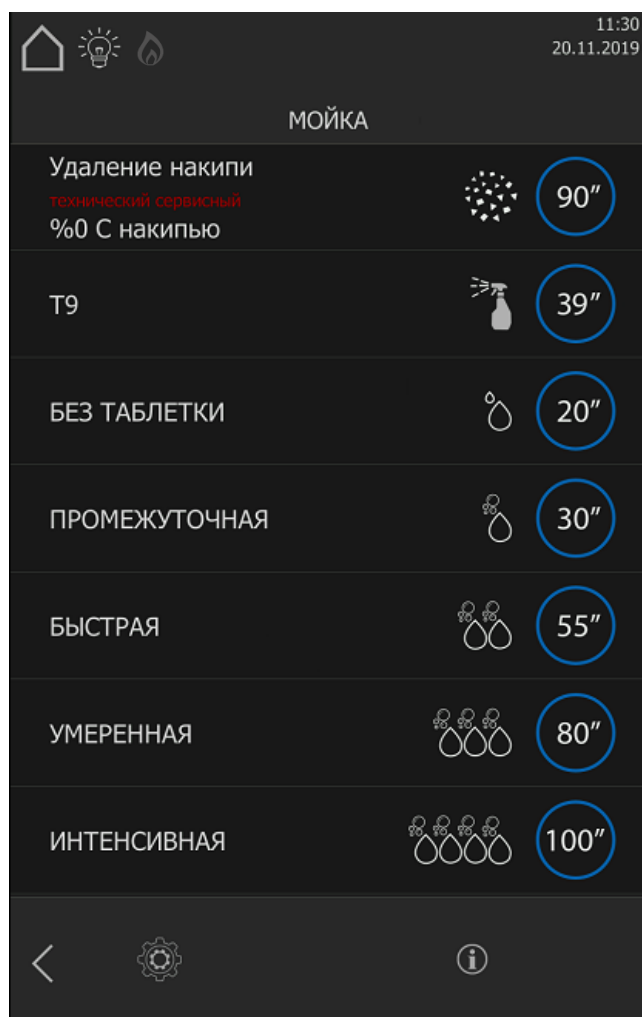 11:30
20.11.2019
МОЙКА
Удаление накипи
технический сервисный
%0 С накипью
90″
T9
39″
БЕЗ ТАБЛЕТКИ
20″
ПРОМЕЖУТОЧНАЯ
30″
БЫСТРАЯ
55″
УМЕРЕННАЯ
80″
ИНТЕНСИВНАЯ
100″